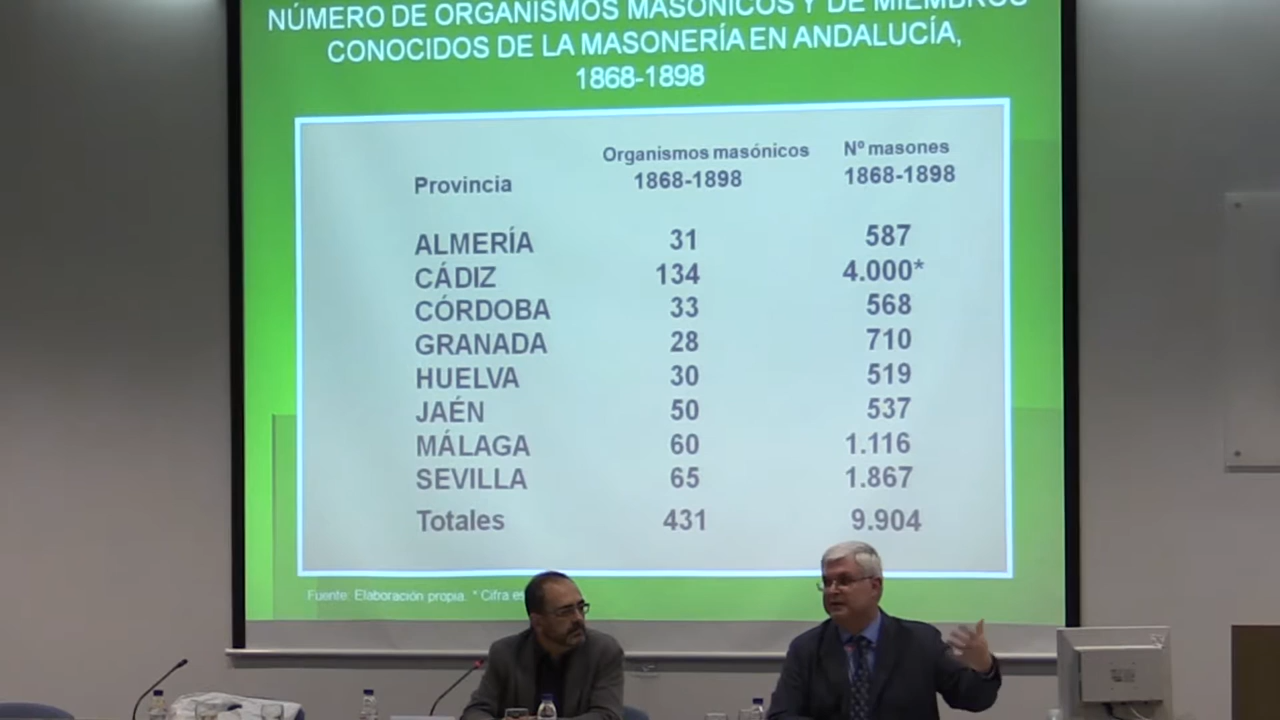 NÚMERO DE ORGANISMOS MASÓNICOS Y DE MIEMBROS
CONOCIDOS DE LA MASONERÍA EN ANDALUCÍA,
1868-1898
Organismos masónicos Nº masones
Provincia 1868-1898 1868-1898
ALMERÍA 31 587
CÁDIZ 134 4.000*
CÓRDOBA 33 568
GRANADA 28 710
HUELVA 30 519
JAÉN 50 537
MÁLAGA 60 1.116
SEVILLA 65 1.867
Totales 431 9.904
Fuente: Elaboración propia. * Cifra